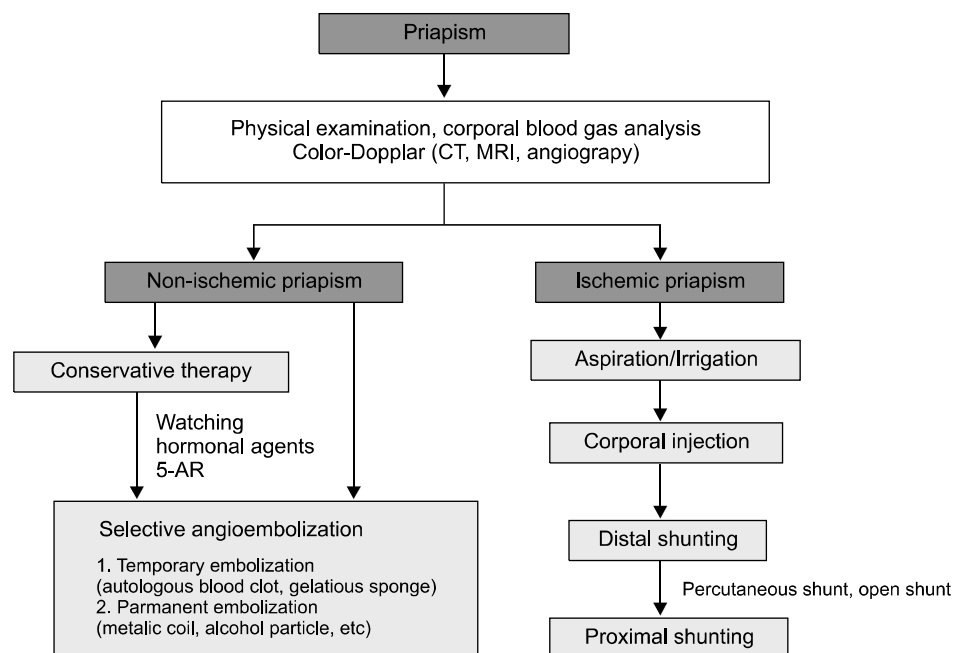 Priapism
Physical examination, corporal blood gas analysis
Color-Dopplar (CT, MRI, angiograpy)
Non-ischemic priapism
Ischemic priapism
Conservative therapy
Aspiration/Irrigation
Watching
hormonal agents
5-AR
Corporal injection
Selective angioembolization
1. Temporary embolization
(autologous blood clot, gelatious sponge)
2. Parmanent embolization
(metalic coil, alcohol particle, etc)
Distal shunting
Percutaneous shunt, open shunt
Proximal shunting